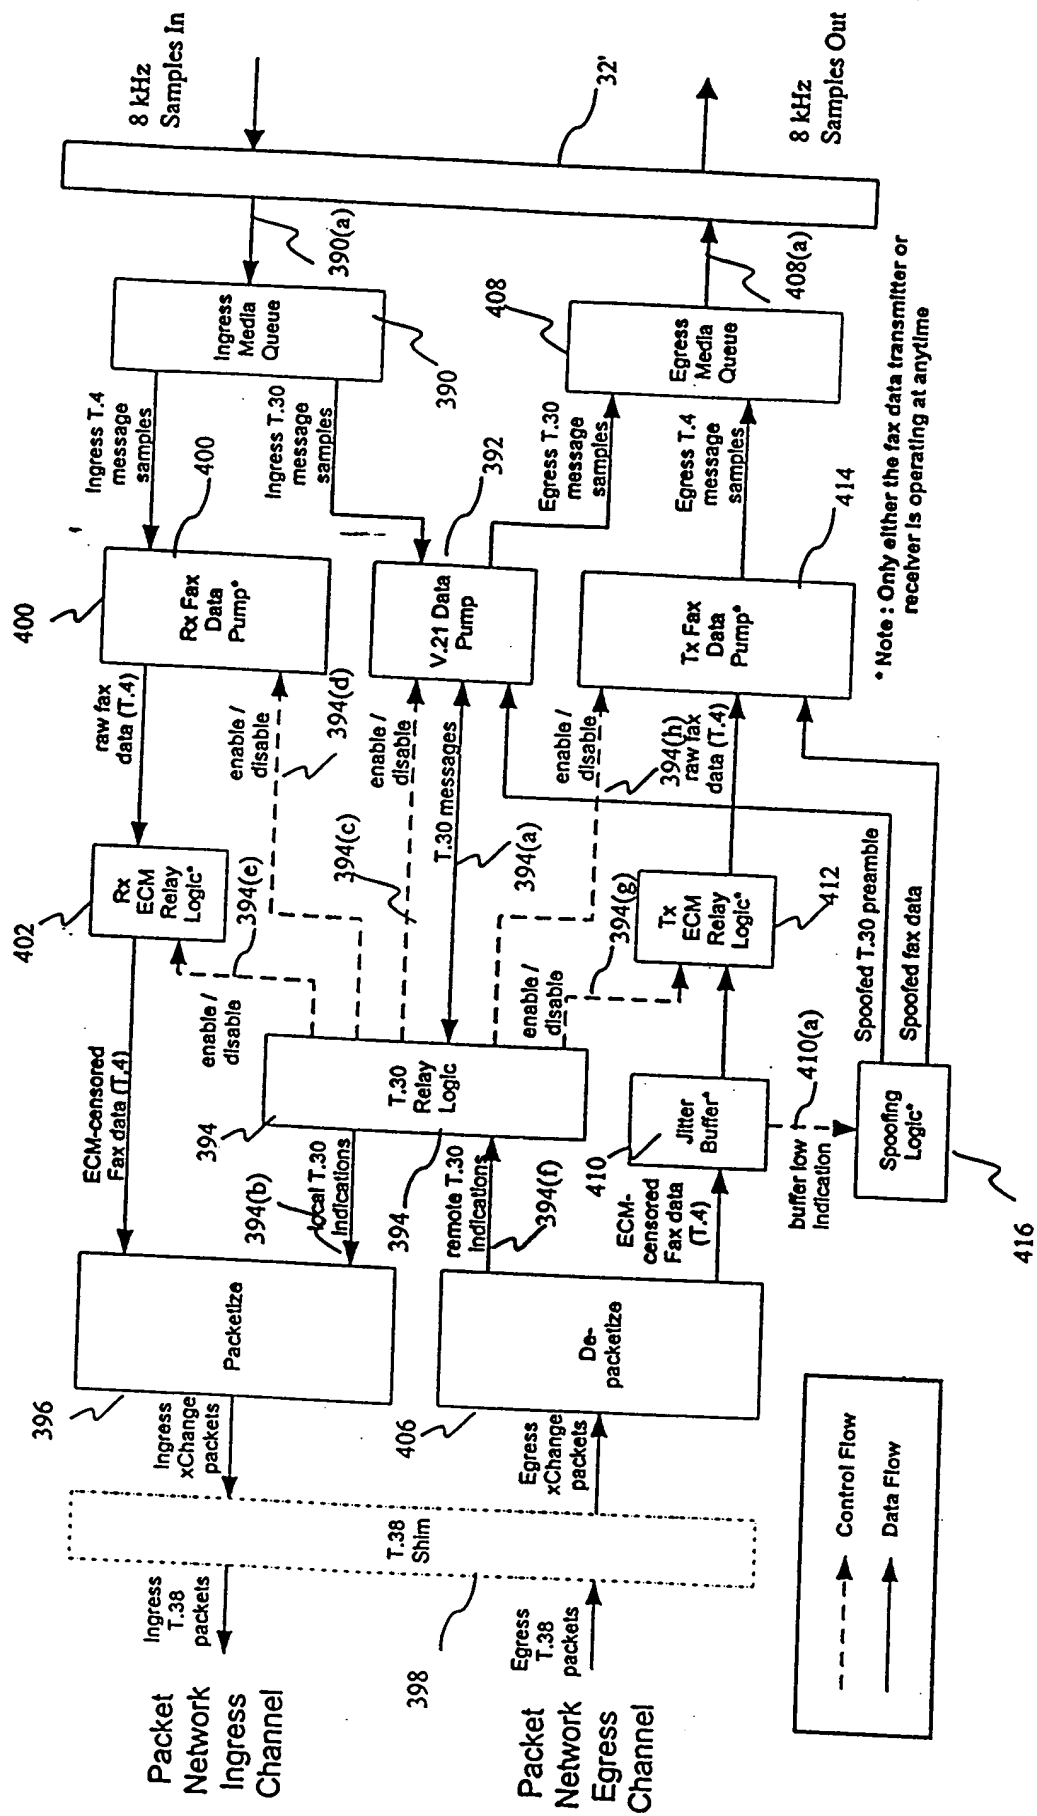 8 kHz
Samples In
32'
8 kHz
Samples Out
390(a)
Ingress
Media
Queue
390
408
Egress
Media
Queue
408(a)
Ingress T.4
message
samples
Ingress T.30
message
samples
Egress T.30
message
samples
Egress T.4
message
samples
400
Rx Fax
Data
Pump*
400
V.21 Data
Pump
392
Tx Fax
Data
Pump*
414
* Note : Only either the fax data transmitter or
receiver is operating at anytime
raw fax
data (T.4)
enable /
disable
394(d)
enable /
disable
T.30 messages
394(c)
394(a)
enable /
disable
394(h)
raw fax
data (T.4)
Rx
ECM
Relay
Logic*
402
394(e)
enable /
disable
enable /
disable
394(g)
Tx
ECM
Relay
Logic*
412
Spoofed T.30 preamble
Spoofed fax data
ECM-censored
Fax data (T.4)
T.30
Relay
Logic
394
394
394(b)
local T.30
Indications
remote T.30
Indications
394(f)
Jitter
Buffer*
410
410(a)
buffer low
Indication
Spoofing
Logic*
416
ECM-
censored
Fax data
(T.4)
Packetize
396
De-
packetize
406
Ingress
xChange
packets
Egress
xChange
packets
T.38
Shim
398
Ingress
T.38
packets
Egress
T.38
packets
Packet
Network
Ingress
Channel
Packet
Network
Egress
Channel
Control Flow
Data Flow